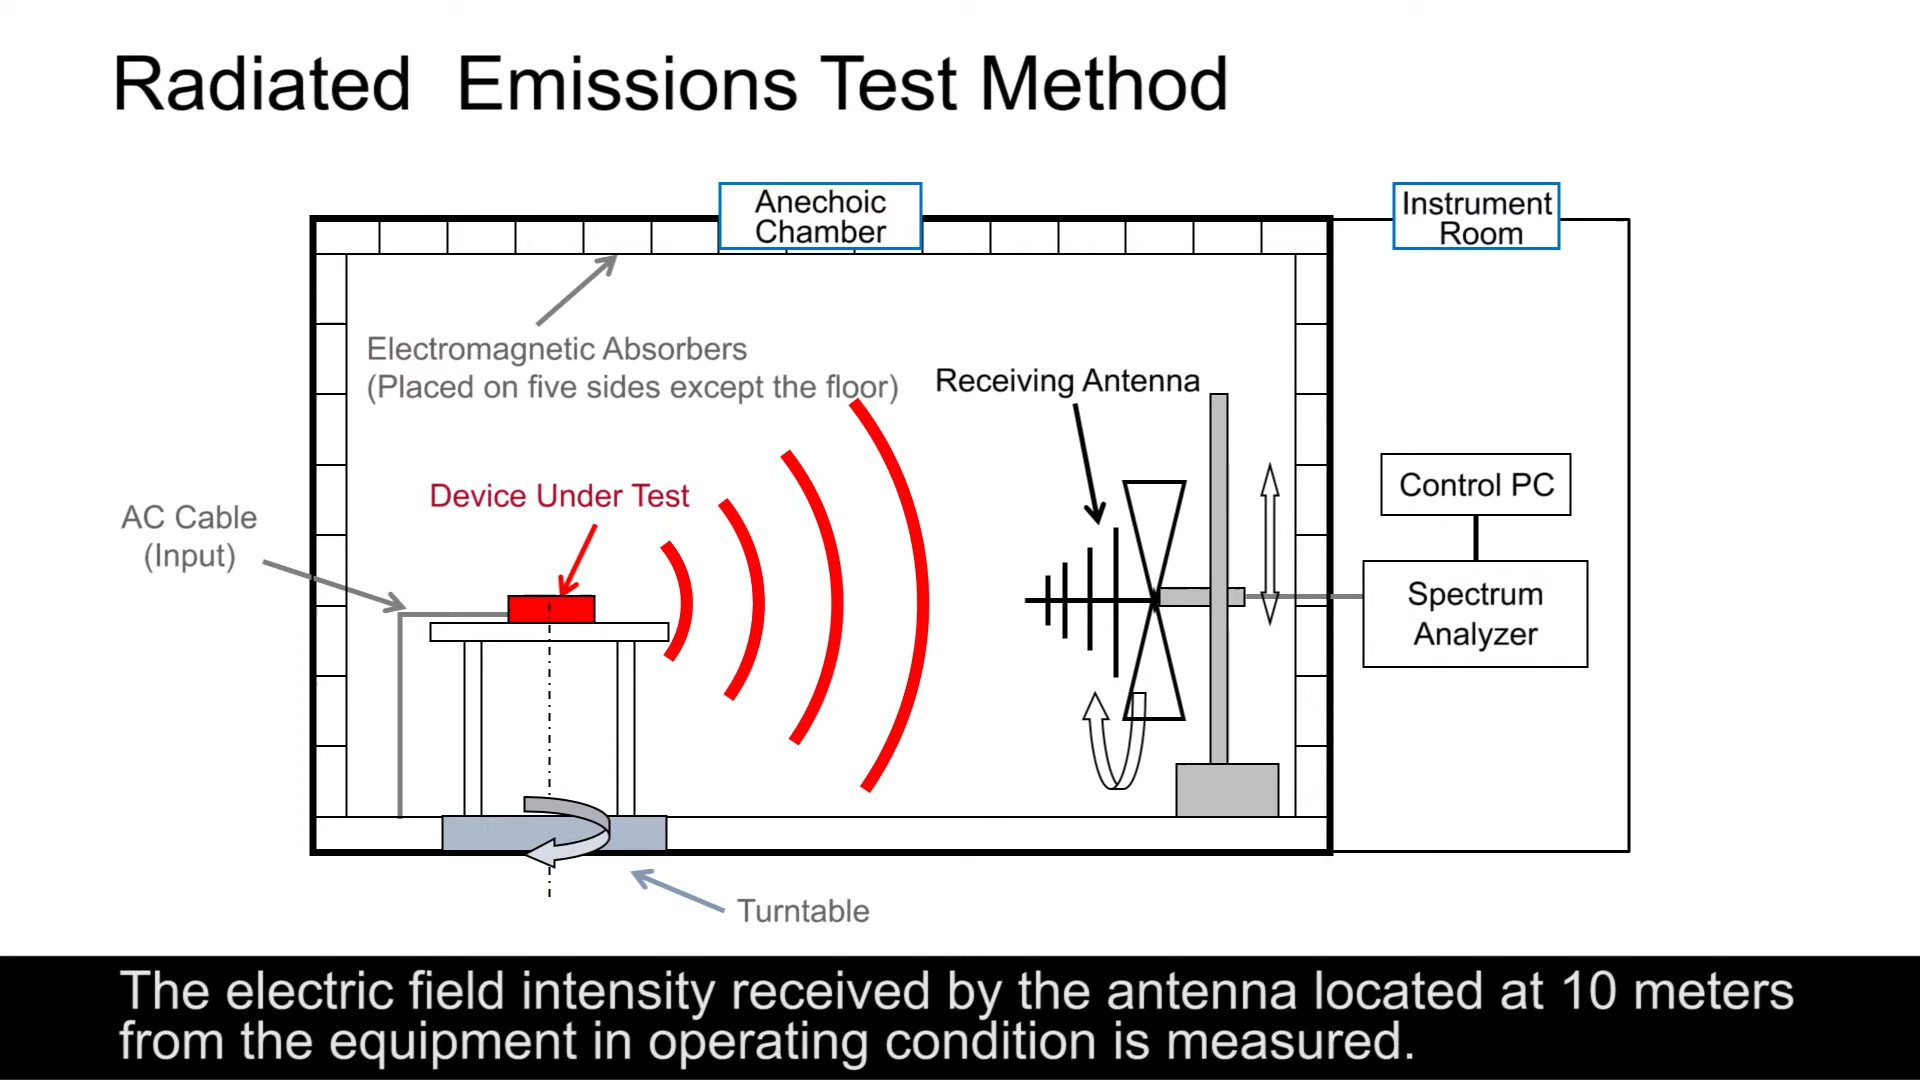 Radiated  Emissions Test Method
Anechoic
Chamber
Instrument
Room
Electromagnetic Absorbers
(Placed on five sides except the floor)
Receiving Antenna
Device Under Test
AC Cable
(Input)
Control PC
Spectrum
Analyzer
Turntable
The electric field intensity received by the antenna located at 10 meters
from the equipment in operating condition is measured.